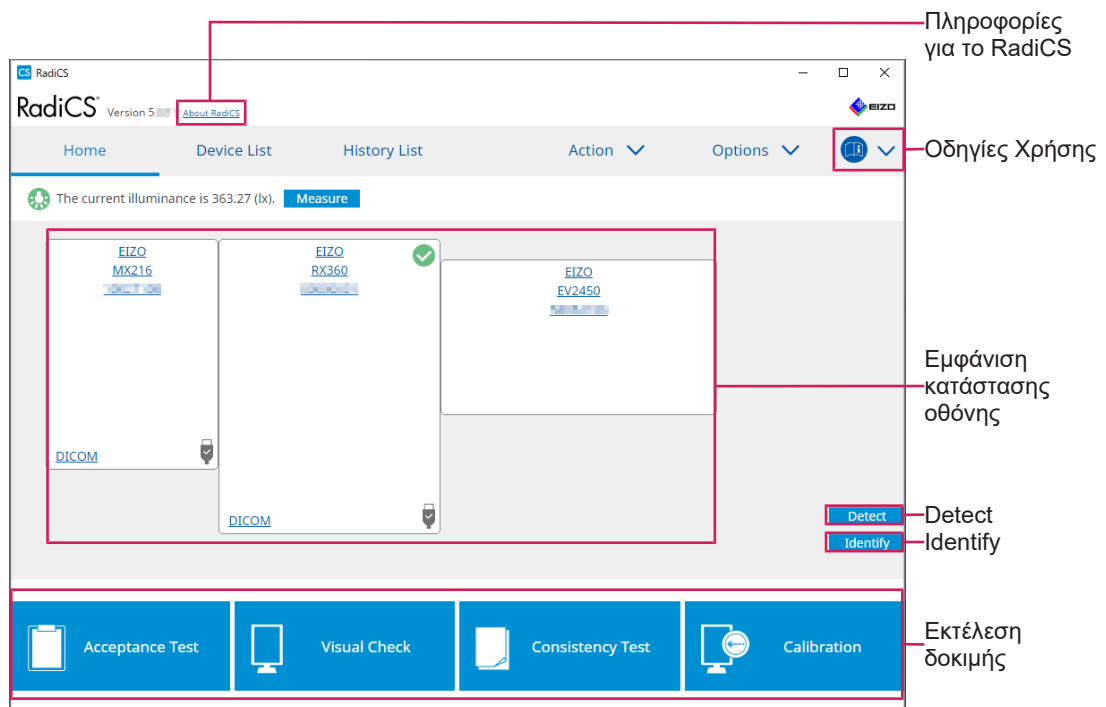 Πληροφορίες
για το RadiCS
CS RadiCS
RadiCS® Version 5. About RadiCS
EIZO
Home Device List History List Action Options
Οδηγίες Χρήσης
The current illuminance is 363.27 (lx). Measure
EIZO
MX216
DICOM
EIZO
RX360
DICOM
EIZO
EV2450
Εμφάνιση
κατάστασης
οθόνης
Detect
Detect
Identify
Identify
Acceptance Test Visual Check Consistency Test Calibration
Εκτέλεση
δοκιμής